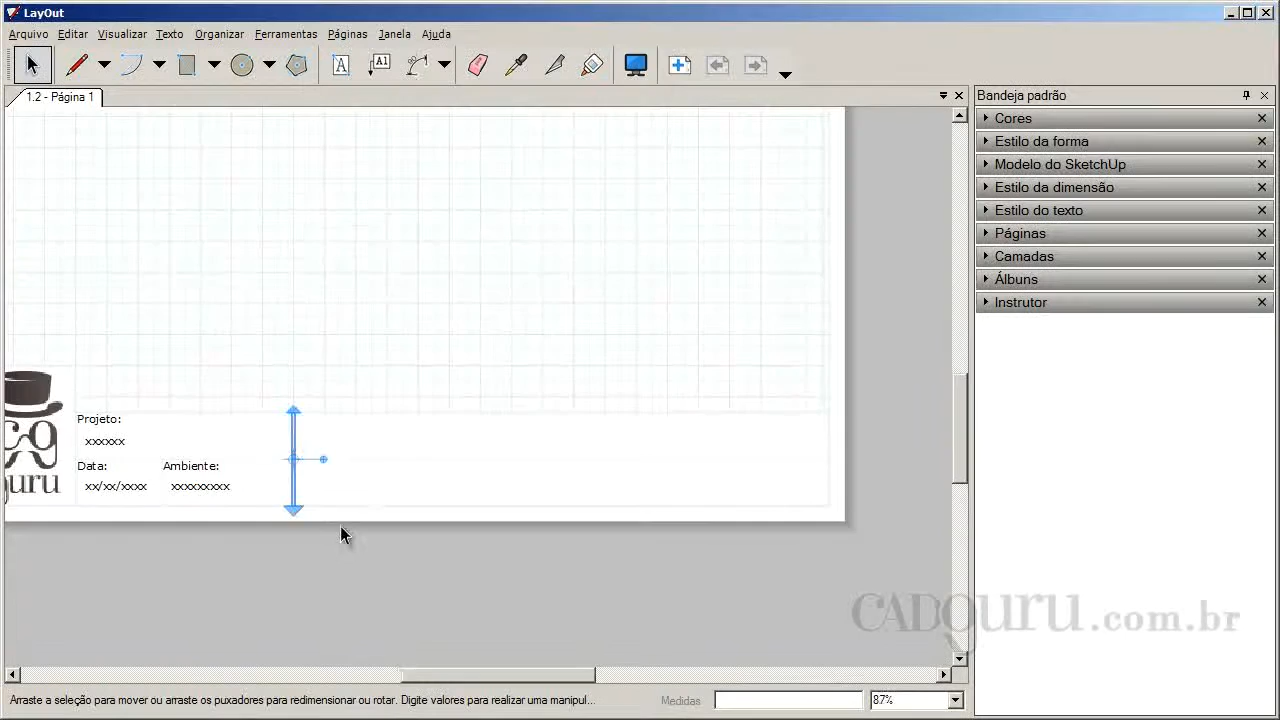 LayOut
Arquivo Editar Visualizar Texto Organizar Ferramentas Páginas Janela Ajuda
A A1
1.2 - Página 1
Bandeja padrão
Cores
Estilo da forma
Modelo do SketchUp
Estilo da dimensão
Estilo do texto
Páginas
Camadas
Álbuns
Instrutor
Projeto:
xxxxxx
Data: Ambiente:
xx/xx/xxxx xxxxxxxxx
guru
CADguru.com.br
Arraste a seleção para mover ou arraste os puxadores para redimensionar ou rotar. Digite valores para realizar uma manipul...
Medidas
87%